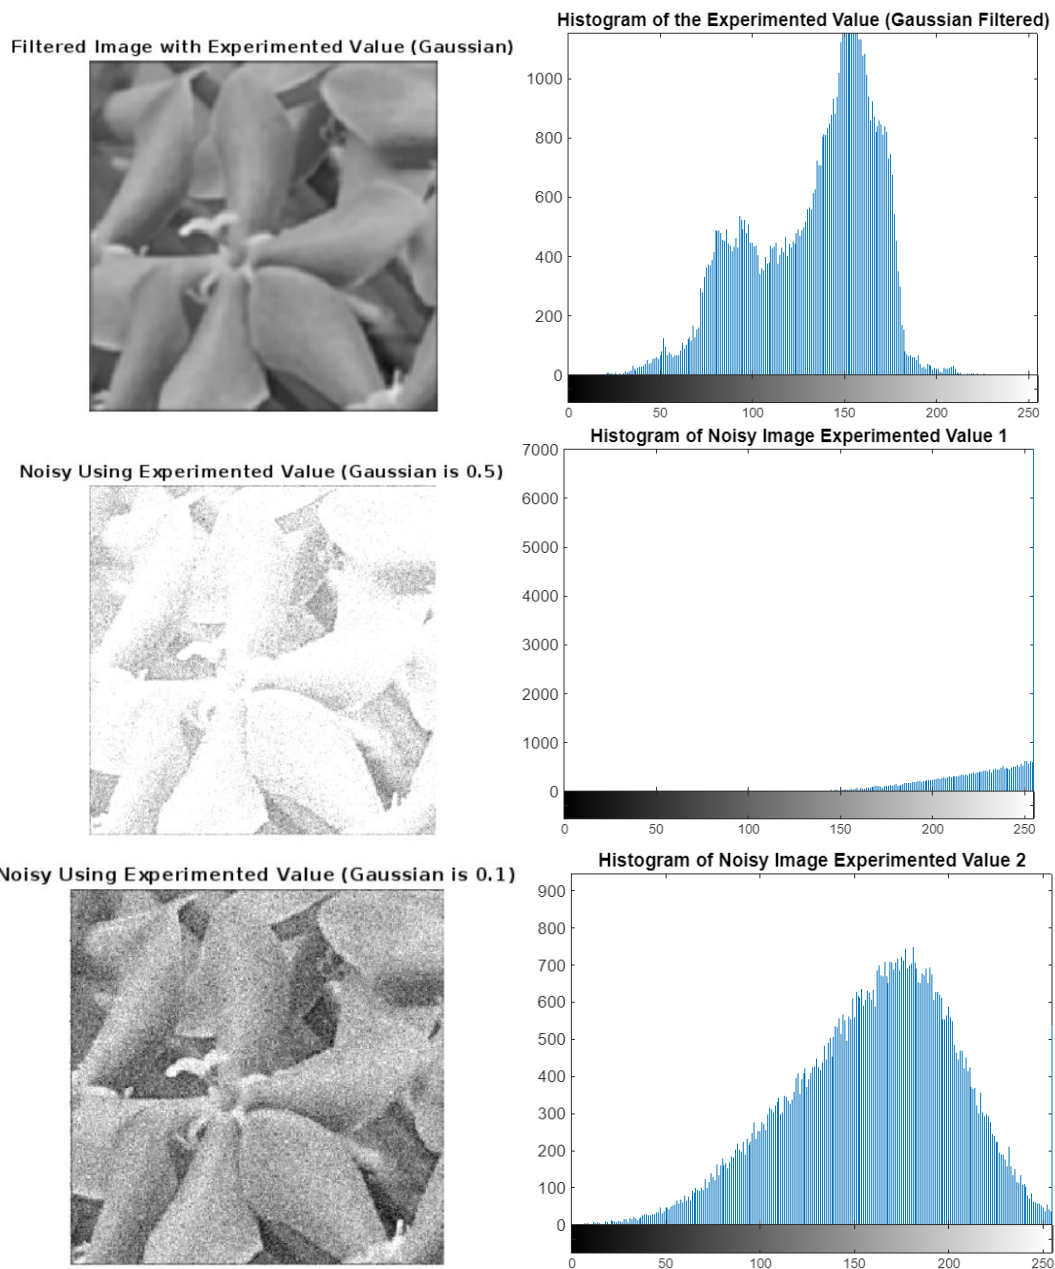 Histogram of the Experimented Value (Gaussian Filtered)
Filtered Image with Experimented Value (Gaussian)
1000
800
600
400
200
0
0 50 100 150 200 250
Histogram of Noisy Image Experimented Value 1
Noisy Using Experimented Value (Gaussian is 0.5)
7000
6000
5000
4000
3000
2000
1000
0
0 50 100 150 200 250
Histogram of Noisy Image Experimented Value 2
Noisy Using Experimented Value (Gaussian is 0.1)
900
800
700
600
500
400
300
200
100
0
0 50 100 150 200 250